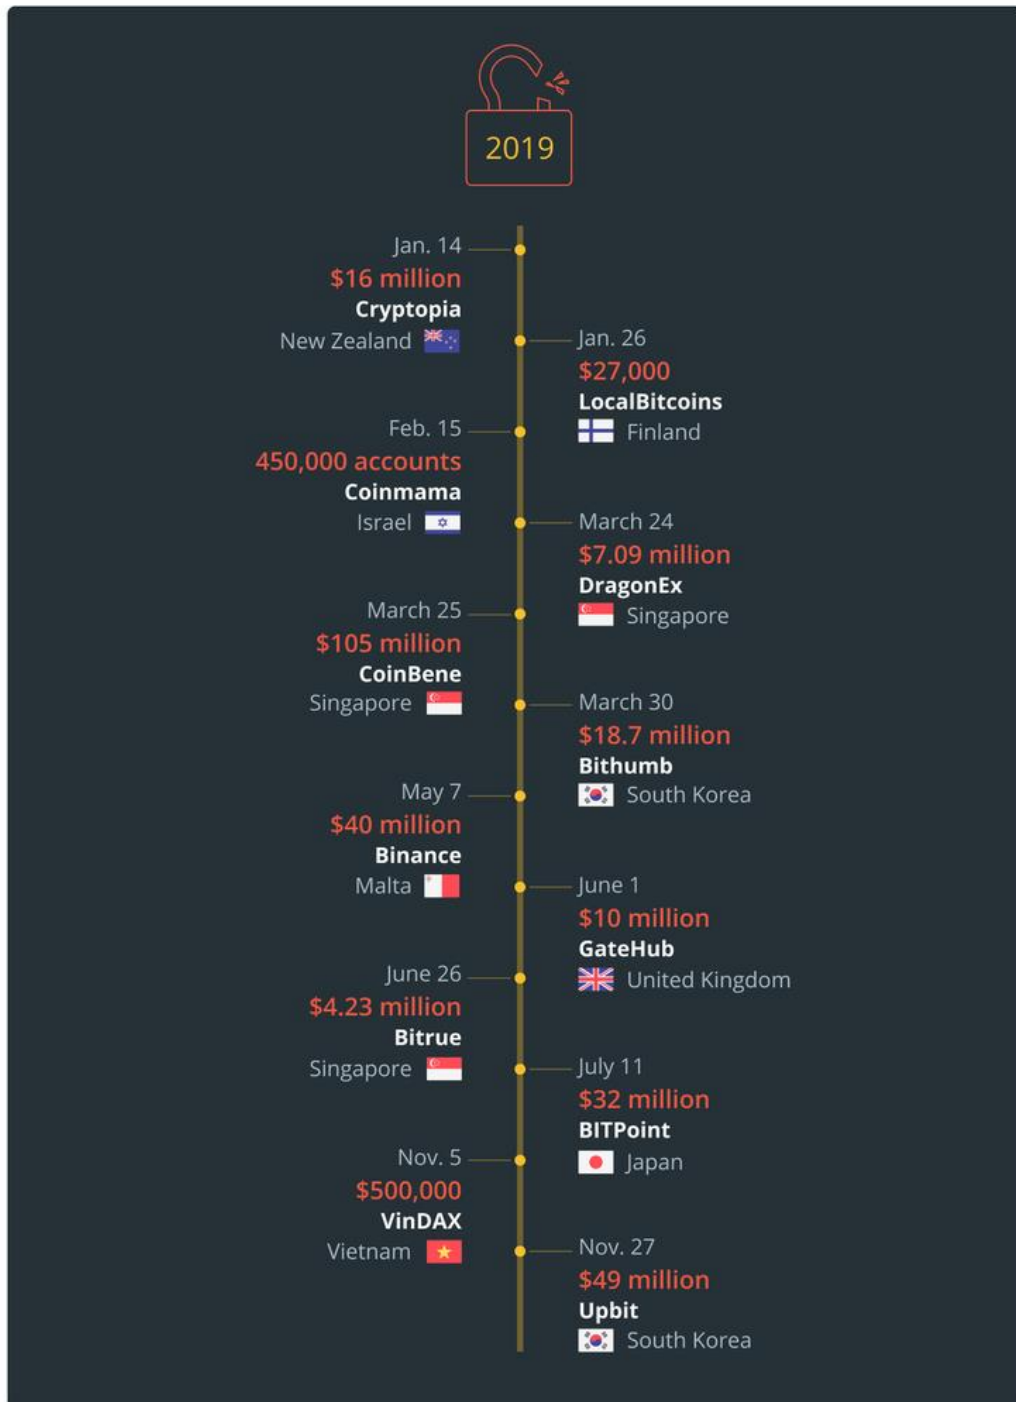 2019
Jan. 14
$16 million
Cryptopia
New Zealand
Jan. 26
$27,000
LocalBitcoins
Finland
Feb. 15
450,000 accounts
Coinmama
Israel
March 24
$7.09 million
DragonEx
Singapore
March 25
$105 million
CoinBene
Singapore
March 30
$18.7 million
Bithumb
South Korea
May 7
$40 million
Binance
Malta
June 1
$10 million
GateHub
United Kingdom
June 26
$4.23 million
Bitrue
Singapore
July 11
$32 million
BITPoint
Japan
Nov. 5
$500,000
VinDAX
Vietnam
Nov. 27
$49 million
Upbit
South Korea